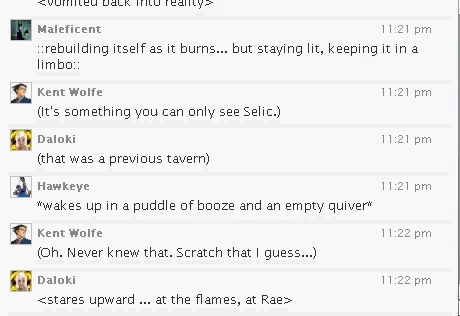 <vomited back into reality>
Maleficent 11:21 pm
::rebuilding itself as it burns... but staying lit, keeping it in a
limbo::
Kent Wolfe 11:21 pm
(It's something you can only see Selic.)
Daloki 11:21 pm
(that was a previous tavern)
Hawkeye 11:21 pm
*wakes up in a puddle of booze and an empty quiver*
Kent Wolfe 11:22 pm
(Oh. Never knew that. Scratch that I guess...)
Daloki 11:22 pm
<stares upward ... at the flames, at Rae>